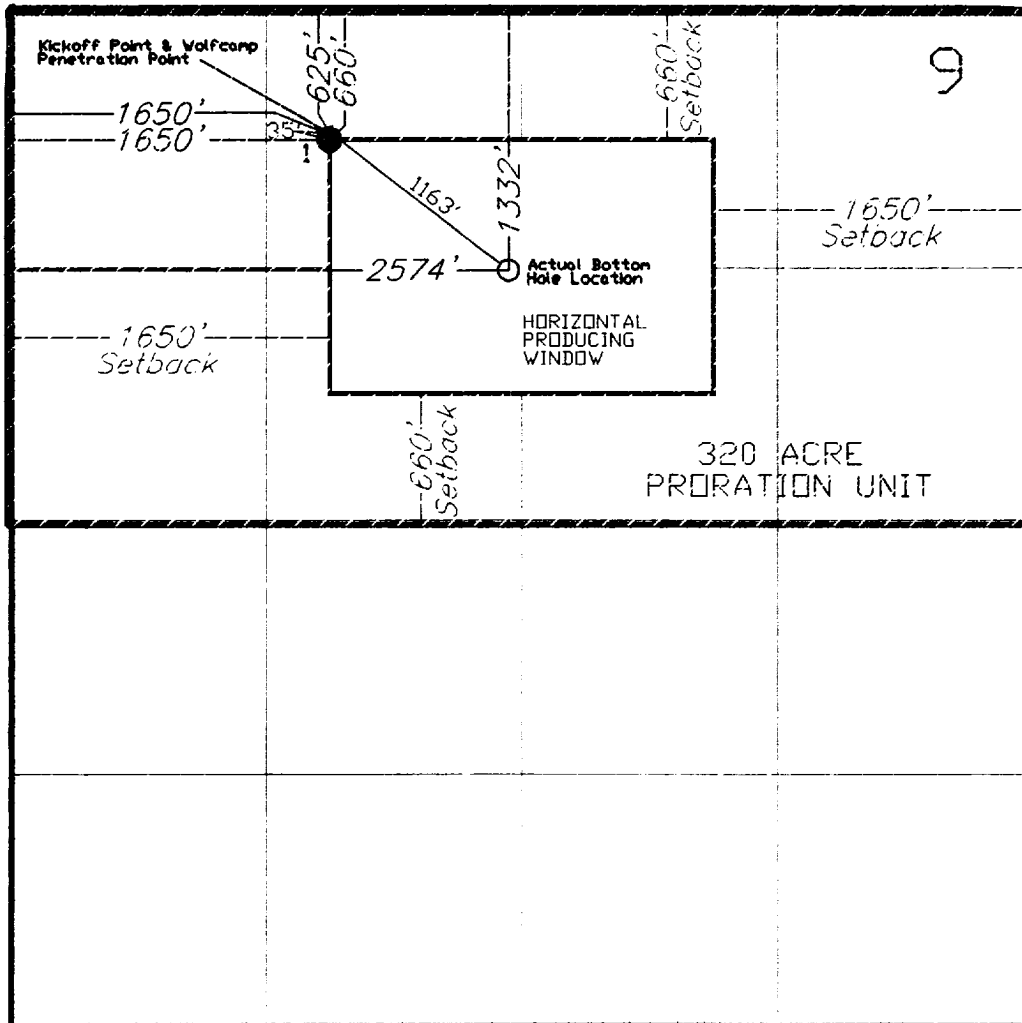 Kickoff Point & Wolfcamp
Penetration Point
625'
660'
660'
Setback
9
1650'
1650'
35'
1
1163'
1332'
1650'
Setback
2574'
Actual Bottom
Hole Location
HORIZONTAL
PRODUCING
WINDOW
1650'
Setback
660'
Setback
320 ACRE
PRORATION UNIT